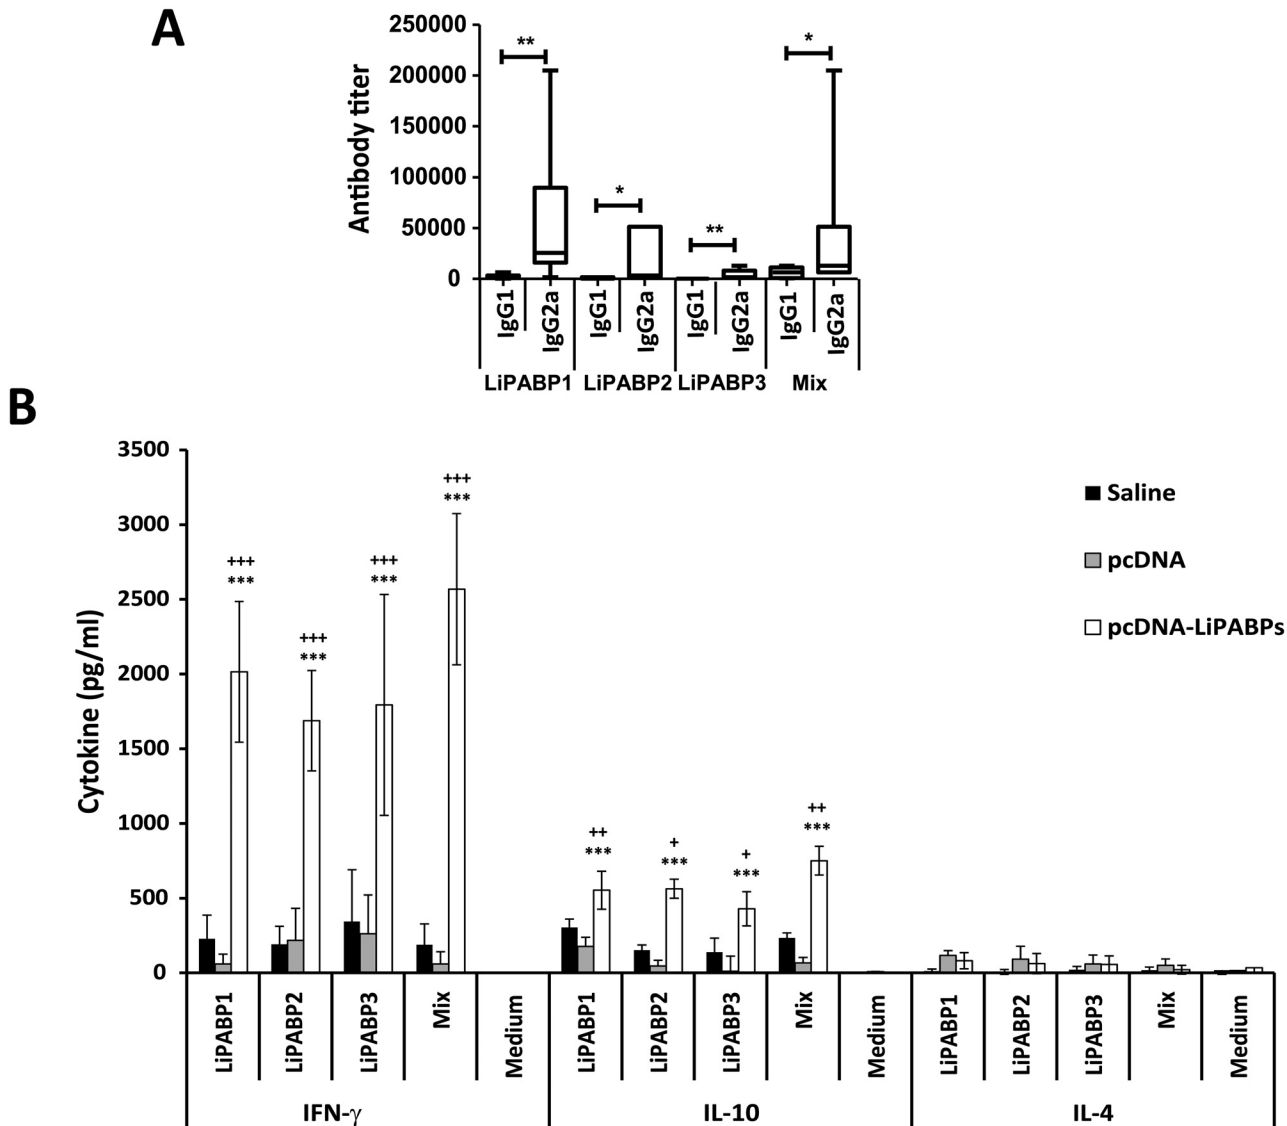 A
Antibody titer
250000
200000
150000
100000
50000
0
**
*
**
*
IgG1
IgG2a
IgG1
IgG2a
IgG1
IgG2a
IgG1
IgG2a
LiPABP1
LiPABP2
LiPABP3
Mix
B
Cytokine (pg/ml)
3500
3000
2500
2000
1500
1000
500
0
+++
***
+++
***
+++
***
+++
***
++
***
+
***
+
***
++
***
Saline
pcDNA
pcDNA-LiPABPs
LiPABP1
LiPABP2
LiPABP3
Mix
Medium
LiPABP1
LiPABP2
LiPABP3
Mix
Medium
LiPABP1
LiPABP2
LiPABP3
Mix
Medium
IFN-γ
IL-10
IL-4